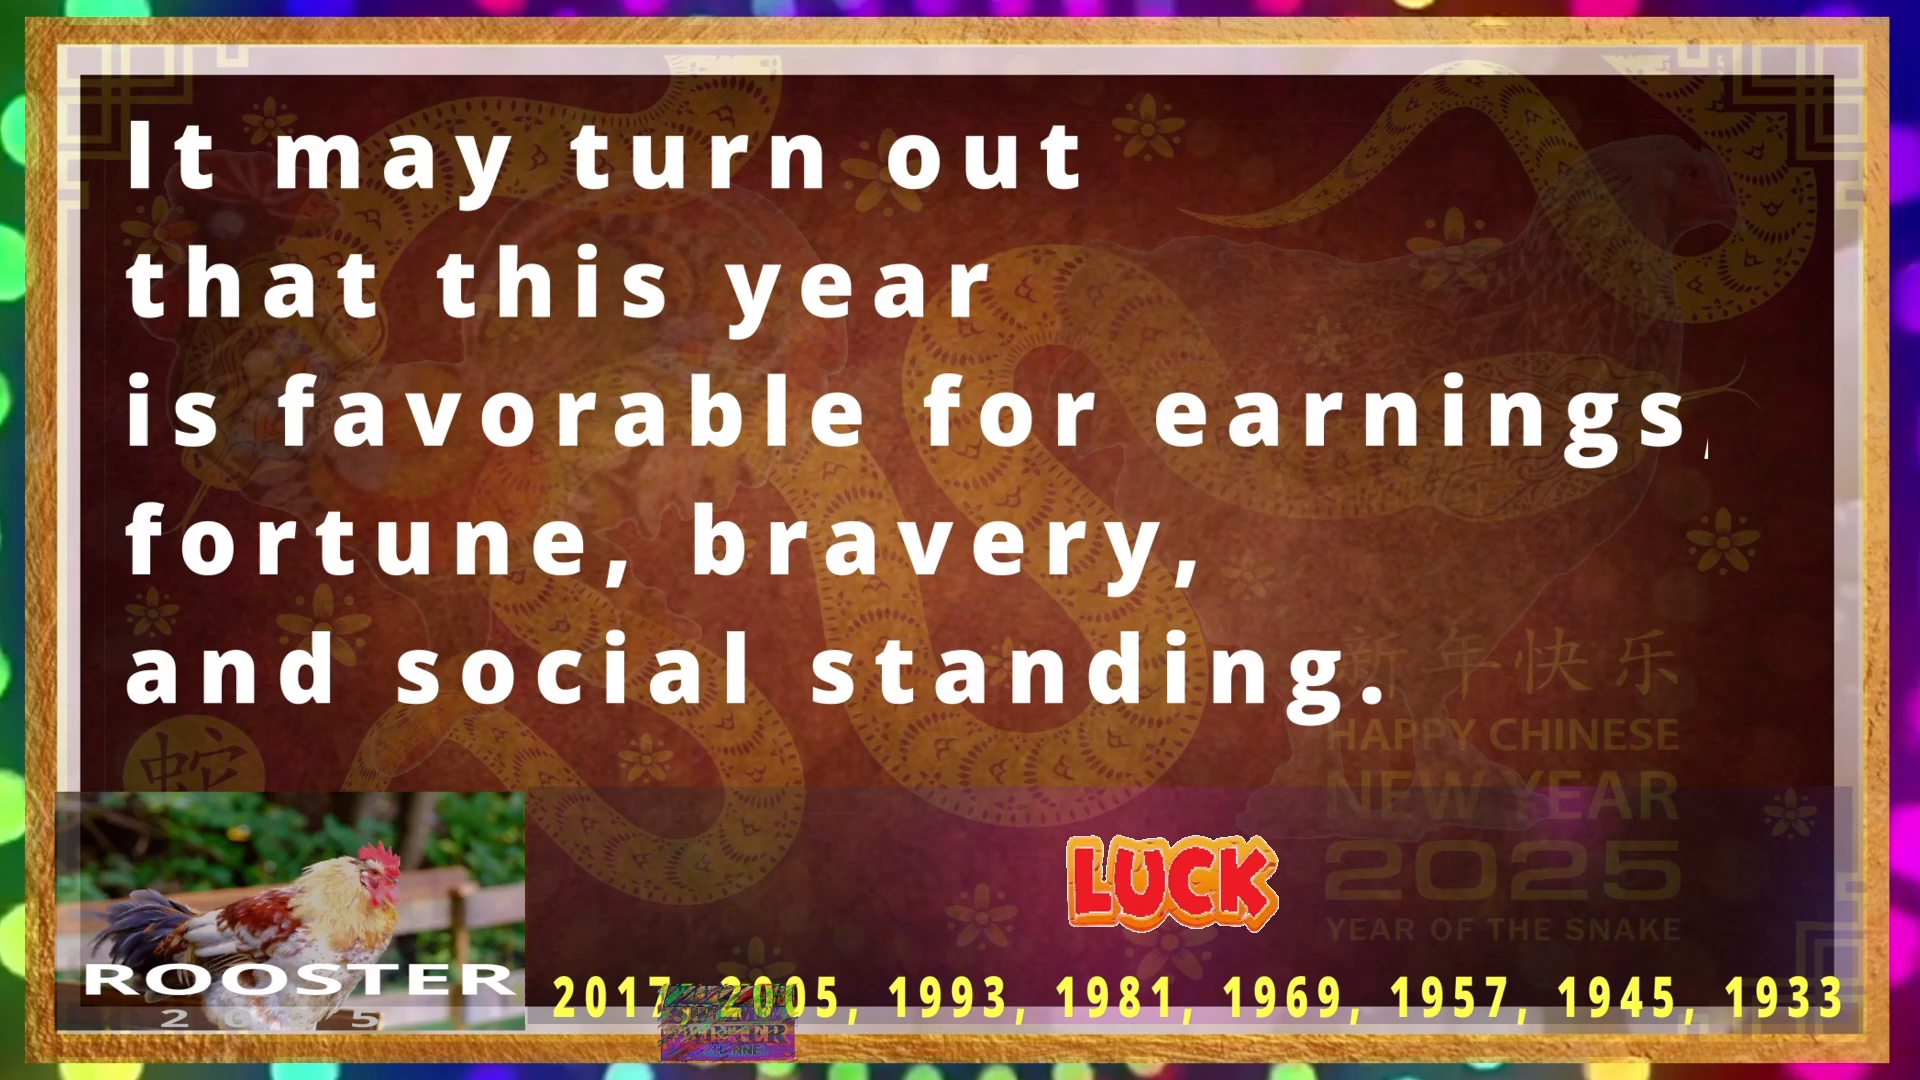 It may turn out
that this year
is favorable for earnings,
fortune, bravery,
and social standing.
新年快乐
HAPPY CHINESE
NEW YEAR
2025
YEAR OF THE SNAKE
蛇
LUCK
ROOSTER
2025
2017, 2005, 1993, 1981, 1969, 1957, 1945, 1933